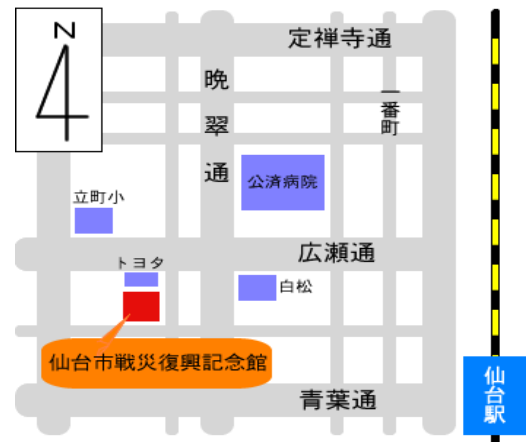 N
定禅寺通
晩翠通
一番町
公済病院
立町小
広瀬通
トヨタ
白松
仙台市戦災復興記念館
青葉通
仙台駅